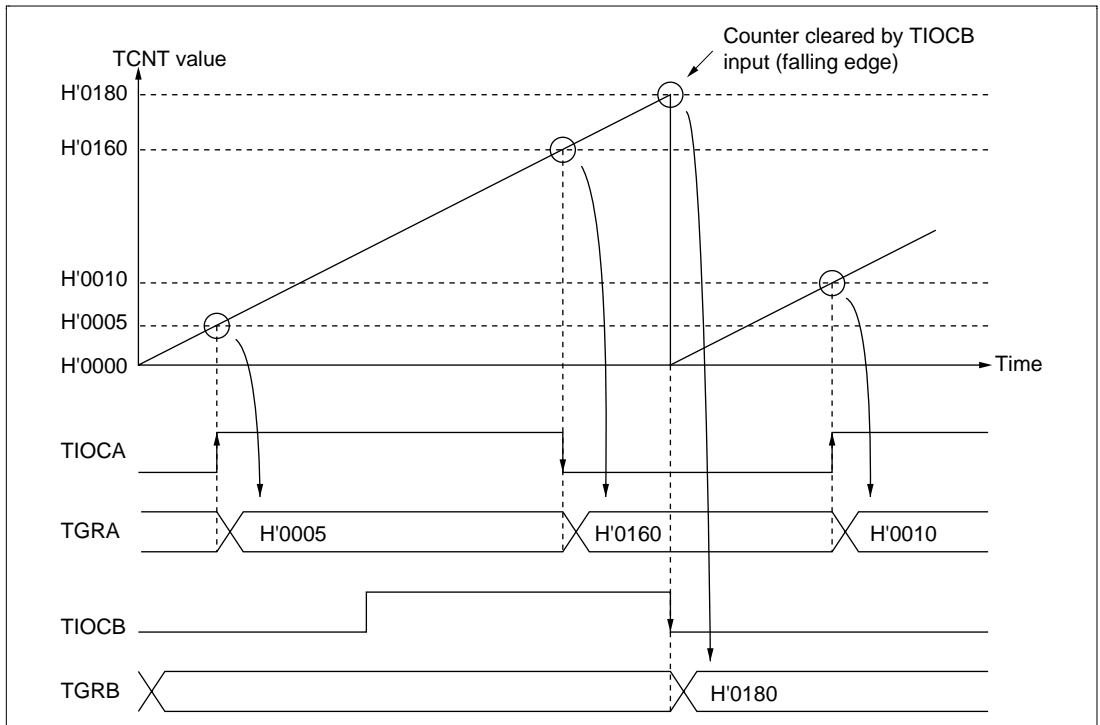 Counter cleared by TIOCB
input (falling edge)
TCNT value
H'0180
H'0160
H'0010
H'0005
H'0000
Time
TIOCA
TGRA
H'0005
H'0160
H'0010
TIOCB
TGRB
H'0180